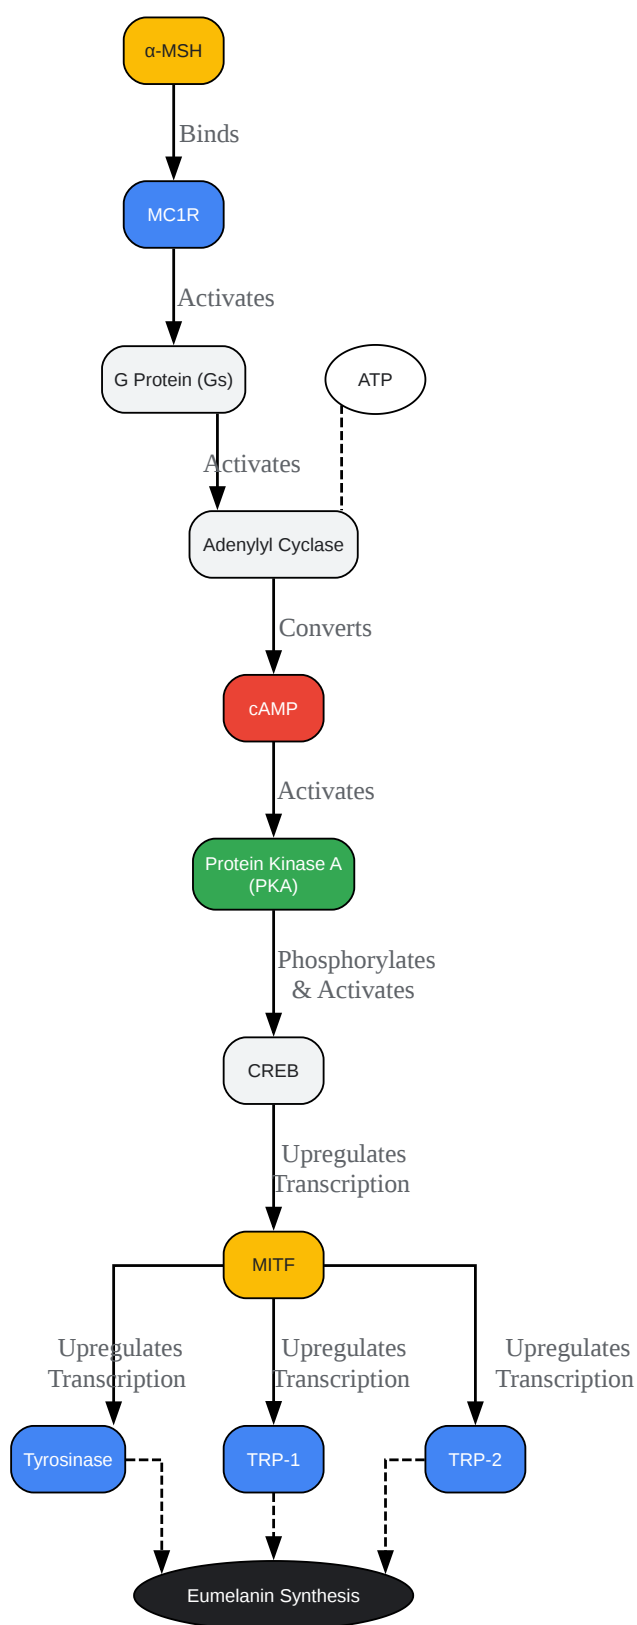 α-MSH
Binds
MC1R
Activates
G Protein (Gs)
ATP
Activates
Adenylyl Cyclase
Converts
cAMP
Activates
Protein Kinase A
(PKA)
Phosphorylates
& Activates
CREB
Upregulates
Transcription
MITF
Upregulates
Transcription
Upregulates
Transcription
Upregulates
Transcription
Tyrosinase
TRP-1
TRP-2
Eumelanin Synthesis